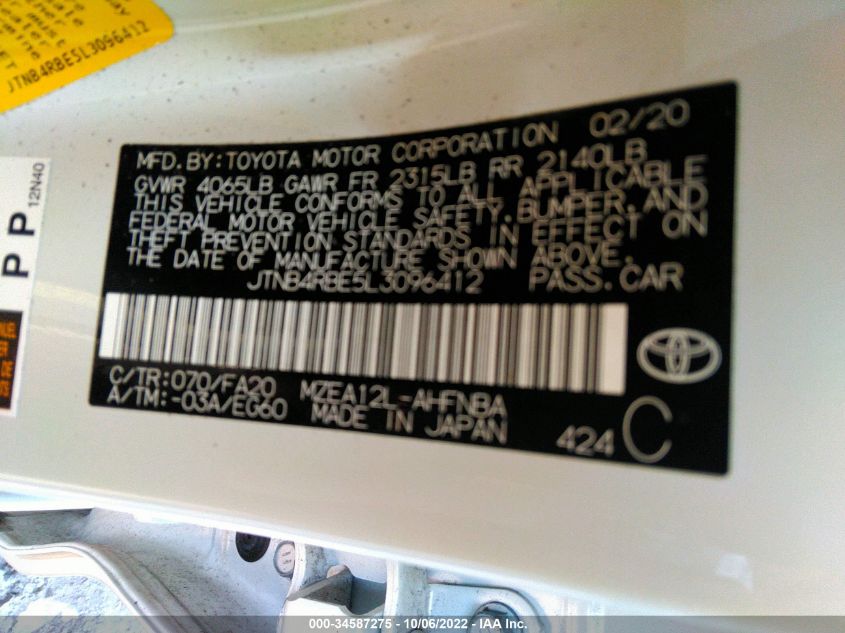 JTNB4RBE5L3096412
P P 12N40
MFD. BY: TOYOTA MOTOR CORPORATION 02/20
GVWR 4065LB GAWR FR 2315LB RR 2140LB
THIS VEHICLE CONFORMS TO ALL APPLICABLE
FEDERAL MOTOR VEHICLE SAFETY, BUMPER, AND
THEFT PREVENTION STANDARDS IN EFFECT ON
THE DATE OF MANUFACTURE SHOWN ABOVE.
JTNB4RBE5L3096412 PASS. CAR
C/TR: 070/FA20 MZEA12L-AHFNBA
A/TM: -03A/EG60 MADE IN JAPAN
424 C
000-34587275 - 10/06/2022 - IAA Inc.